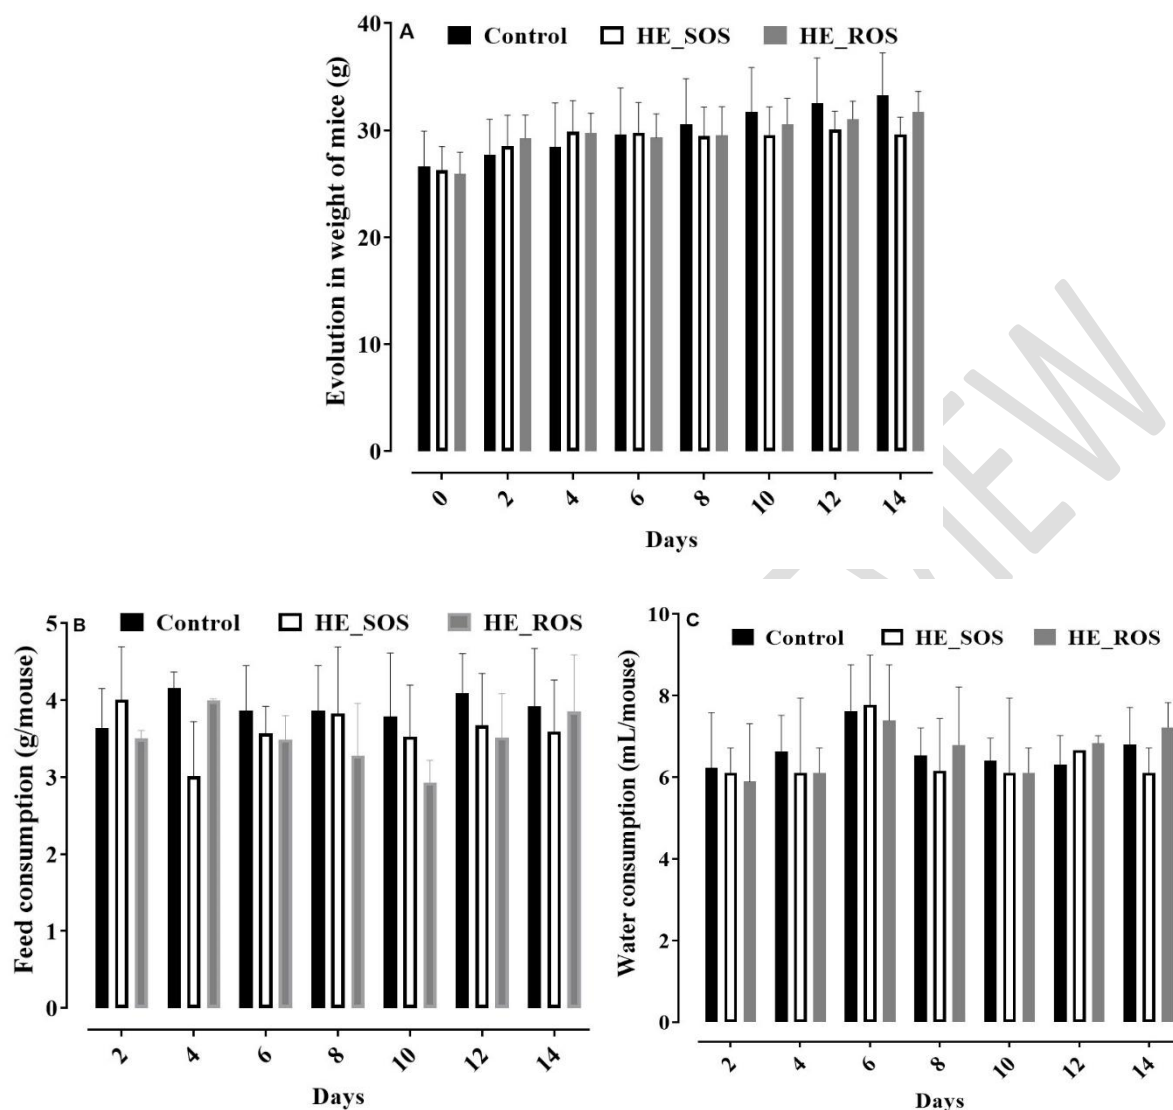 A
Control HE_SOS HE_ROS
Evolution in weight of mice (g)
40
30
20
10
0
0 2 4 6 8 10 12 14
Days
B
Control HE_SOS HE_ROS
Feed consumption (g/mouse)
5
4
3
2
1
0
2 4 6 8 10 12 14
Days
C
Control HE_SOS HE_ROS
Water consumption (mL/mouse)
10
8
6
4
2
0
2 4 6 8 10 12 14
Days
VIEW